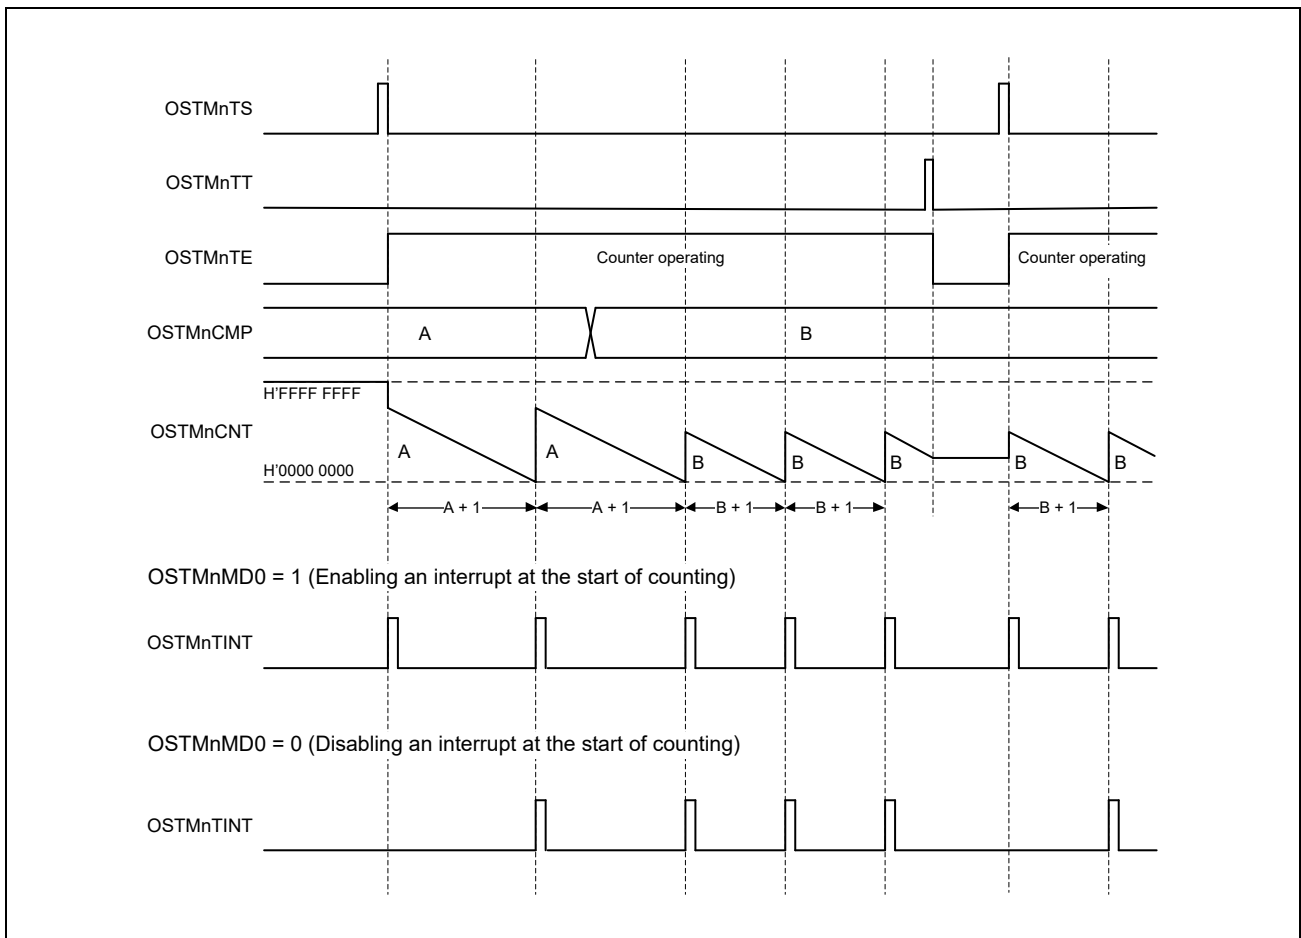 OSTMnTS
OSTMnTT
OSTMnTE
Counter operating
Counter operating
OSTMnCMP
A
B
H'FFFF FFFF
OSTMnCNT
A
A
B
B
B
B
B
H'0000 0000
A + 1
A + 1
B + 1
B + 1
B + 1
OSTMnMD0 = 1 (Enabling an interrupt at the start of counting)
OSTMnTINT
OSTMnMD0 = 0 (Disabling an interrupt at the start of counting)
OSTMnTINT